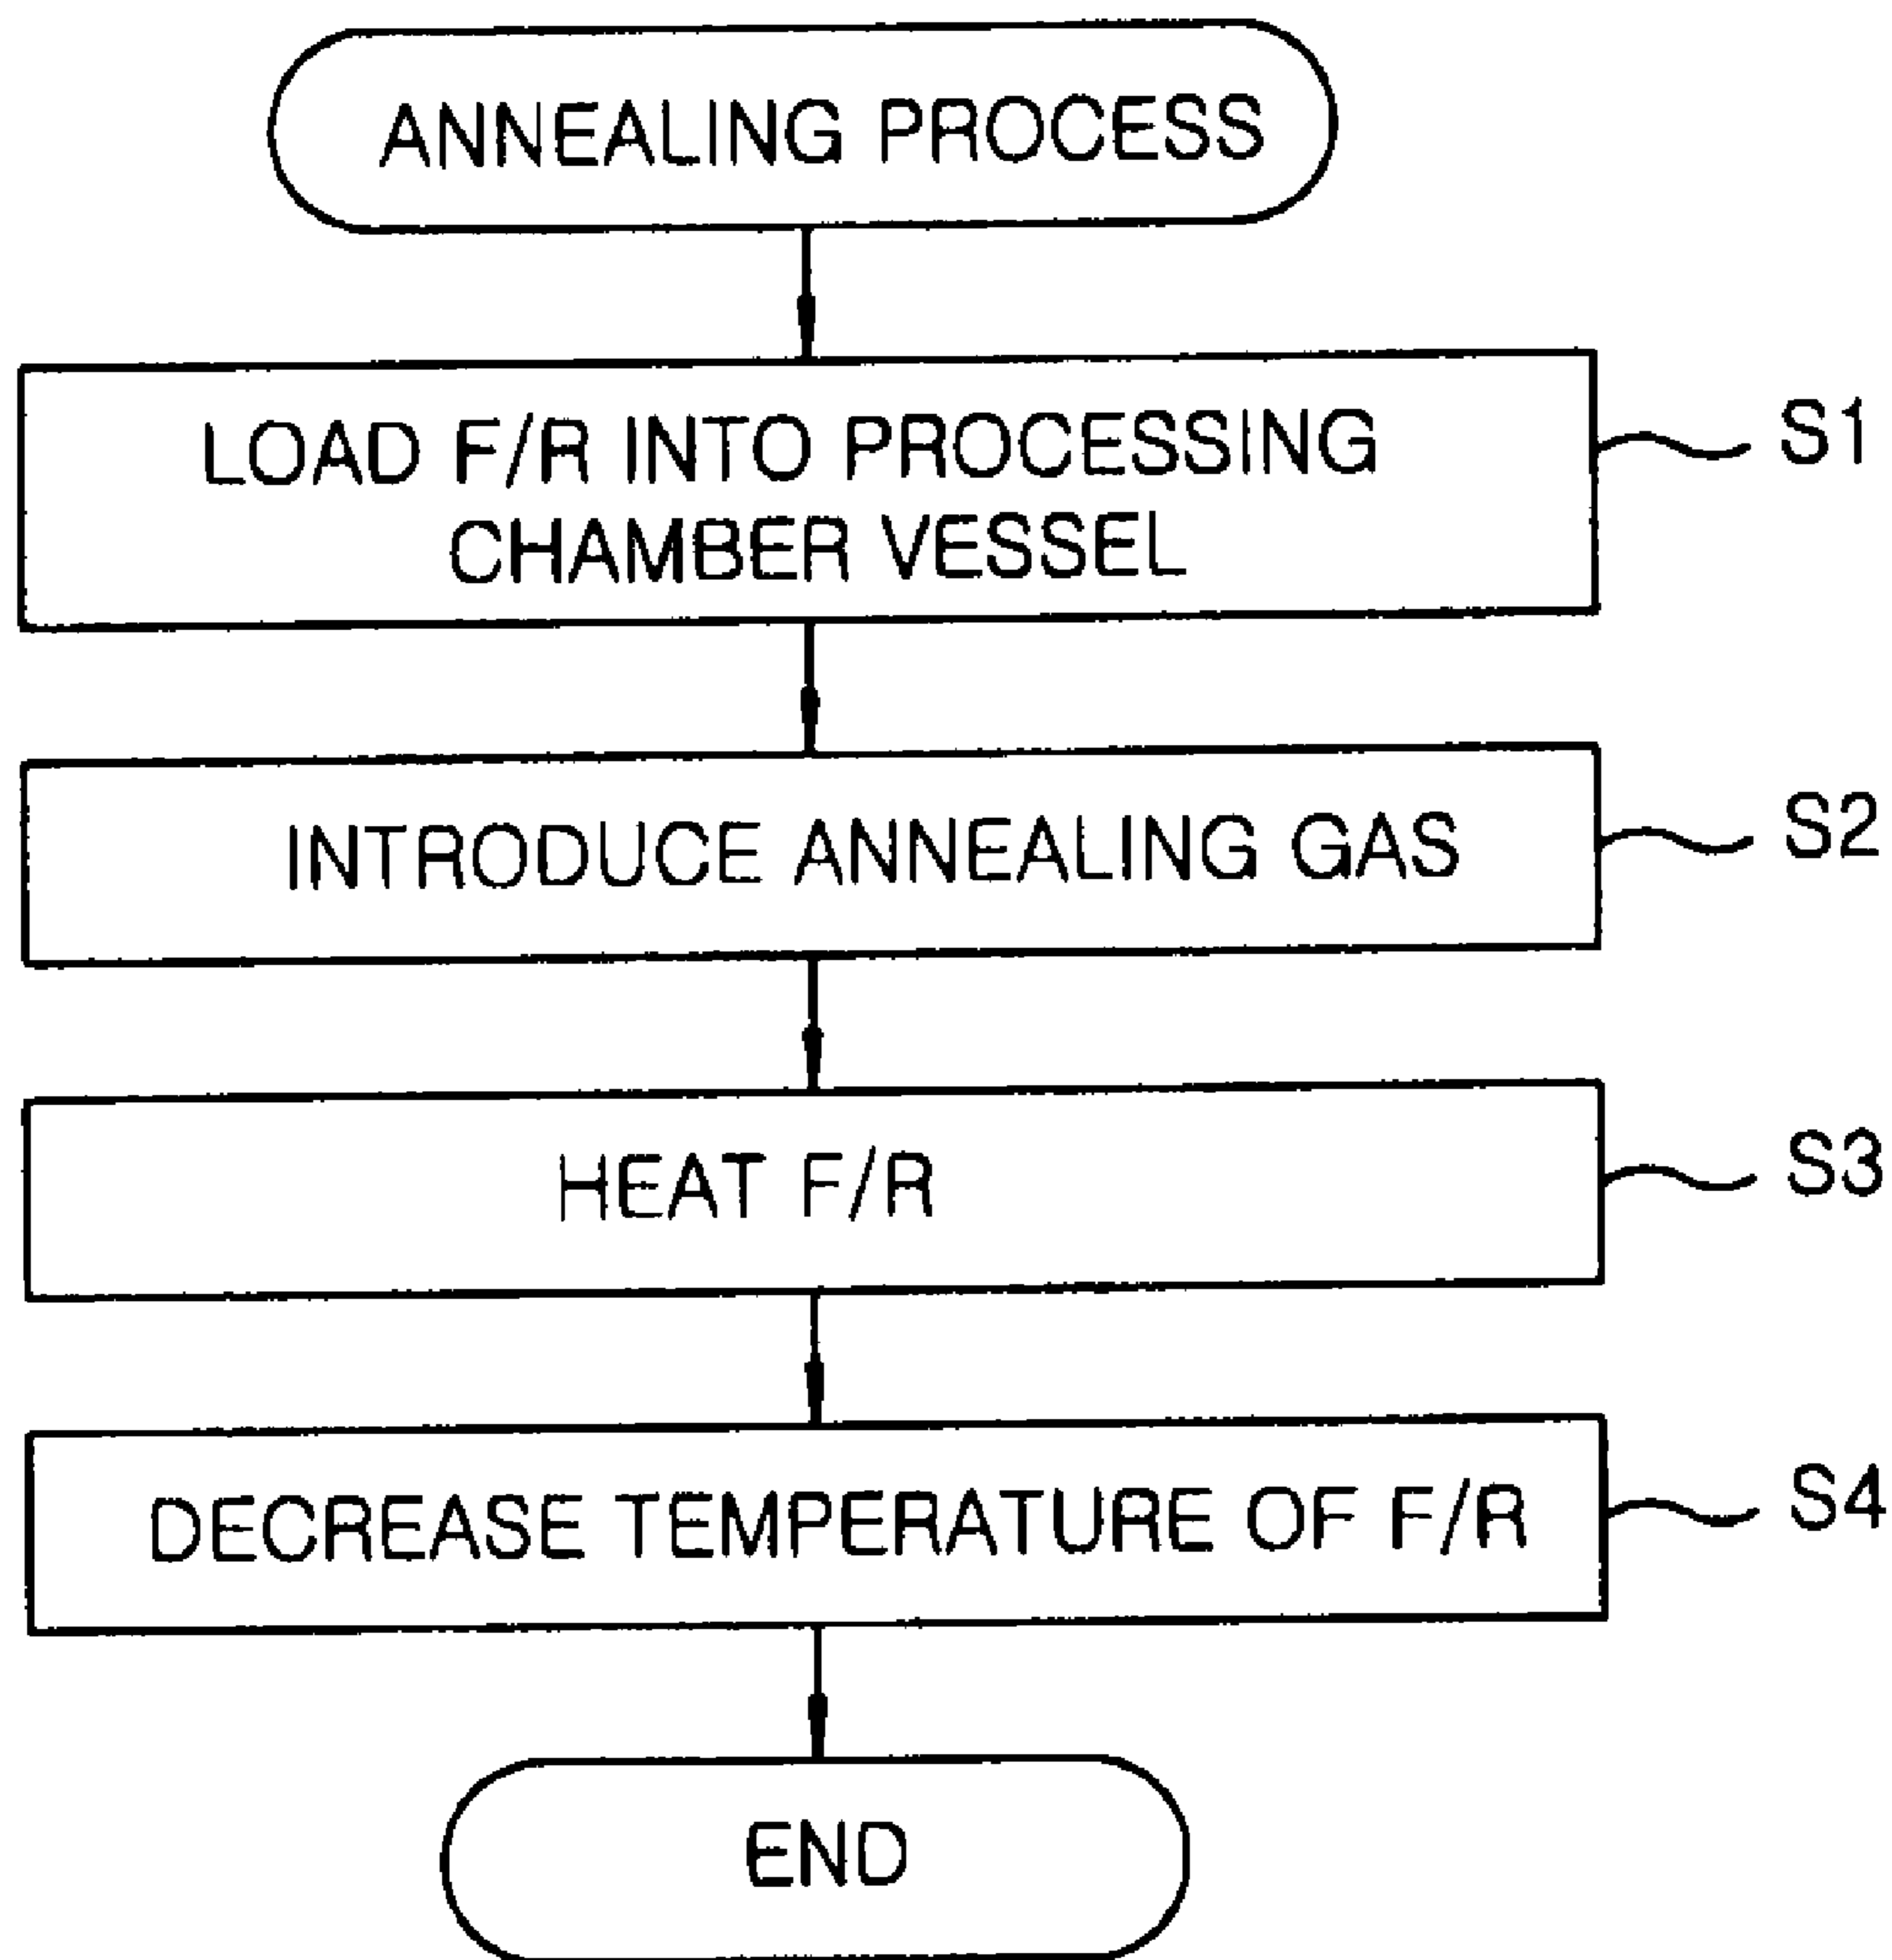 ANNEALING PROCESS
LOAD F/R INTO PROCESSING
CHAMBER VESSEL
S1
INTRODUCE ANNEALING GAS
S2
HEAT F/R
S3
DECREASE TEMPERATURE OF F/R
S4
END